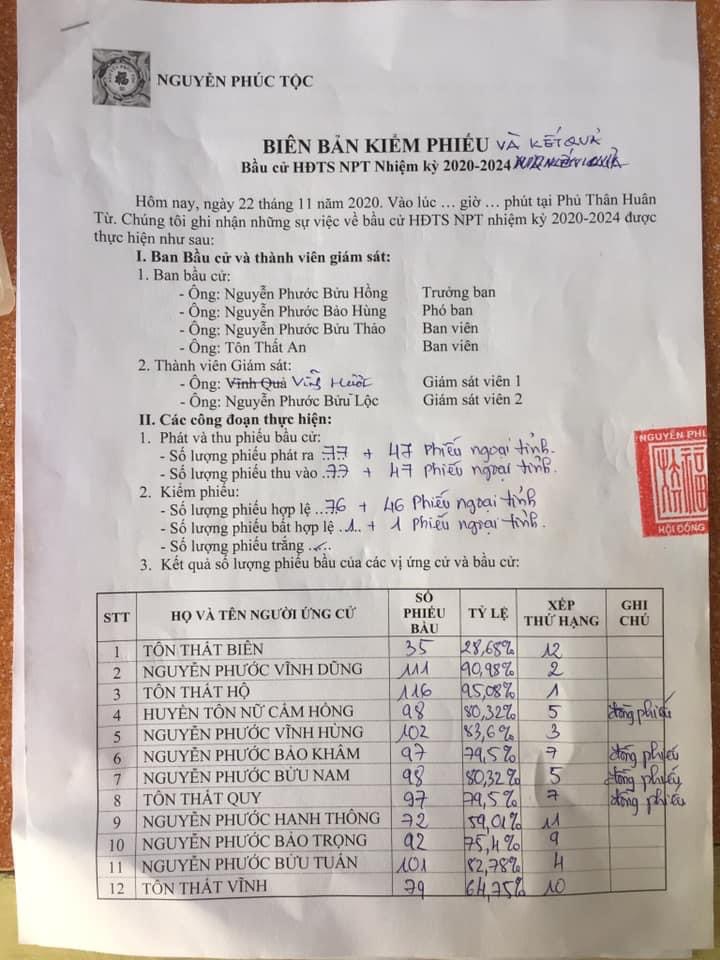 NGUYỄN PHÚC TỘC
BIÊN BẢN KIỂM PHIẾU VÀ KẾT QUẢ
Bầu cử HĐTS NPT Nhiệm kỳ 2020-2024
Hôm nay, ngày 22 tháng 11 năm 2020. Vào lúc … giờ … phút tại Phủ Thân Huân
Từ. Chúng tôi ghi nhận những sự việc về bầu cử HĐTS NPT nhiệm kỳ 2020-2024 được
thực hiện như sau:
I. Ban Bầu cử và thành viên giám sát:
1. Ban bầu cử:
- Ông: Nguyễn Phước Bửu Hồng Trưởng ban
- Ông: Nguyễn Phước Bảo Hùng Phó ban
- Ông: Nguyễn Phước Bửu Thảo Ban viên
- Ông: Tôn Thất An Ban viên
2. Thành viên Giám sát:
- Ông: Vĩnh Quả Vĩnh Giám sát viên 1
- Ông: Nguyễn Phước Bửu Lộc Giám sát viên 2
II. Các công đoạn thực hiện:
1. Phát và thu phiếu bầu cử:
- Số lượng phiếu phát ra 77 + 47 Phiếu ngoại tỉnh.
- Số lượng phiếu thu vào 77 + 47 Phiếu ngoại tỉnh.
2. Kiểm phiếu:
- Số lượng phiếu hợp lệ 76 + 46 Phiếu ngoại tỉnh
- Số lượng phiếu bất hợp lệ 1 + 1 Phiếu ngoại tỉnh.
- Số lượng phiếu trắng
3. Kết quả số lượng phiếu bầu của các vị ứng cử và bầu cử:
NGUYỄN PHÚ
HỘI ĐỒNG
STT HỌ VÀ TÊN NGƯỜI ỨNG CỬ SỐ PHIẾU BẦU TỶ LỆ XẾP THỨ HẠNG GHI CHÚ
1 TÔN THẤT BIÊN 35 28,68% 12
2 NGUYỄN PHƯỚC VĨNH DŨNG 111 90,98% 2
3 TÔN THẤT HỘ 116 95,08% 1
4 HUYỀN TÔN NỮ CẨM HỒNG 98 80,32% 5 đồng phiếu
5 NGUYỄN PHƯỚC VĨNH HÙNG 102 83,6% 3
6 NGUYỄN PHƯỚC BẢO KHÂM 97 79,5% 7 đồng phiếu
7 NGUYỄN PHƯỚC BỬU NAM 98 80,32% 5 đồng phiếu
8 TÔN THẤT QUY 97 79,5% 7 đồng phiếu
9 NGUYỄN PHƯỚC HẠNH THÔNG 72 59,01% 11
10 NGUYỄN PHƯỚC BẢO TRỌNG 92 75,4% 9
11 NGUYỄN PHƯỚC BỬU TUẤN 101 82,78% 4
12 TÔN THẤT VĨNH 79 64,75% 10